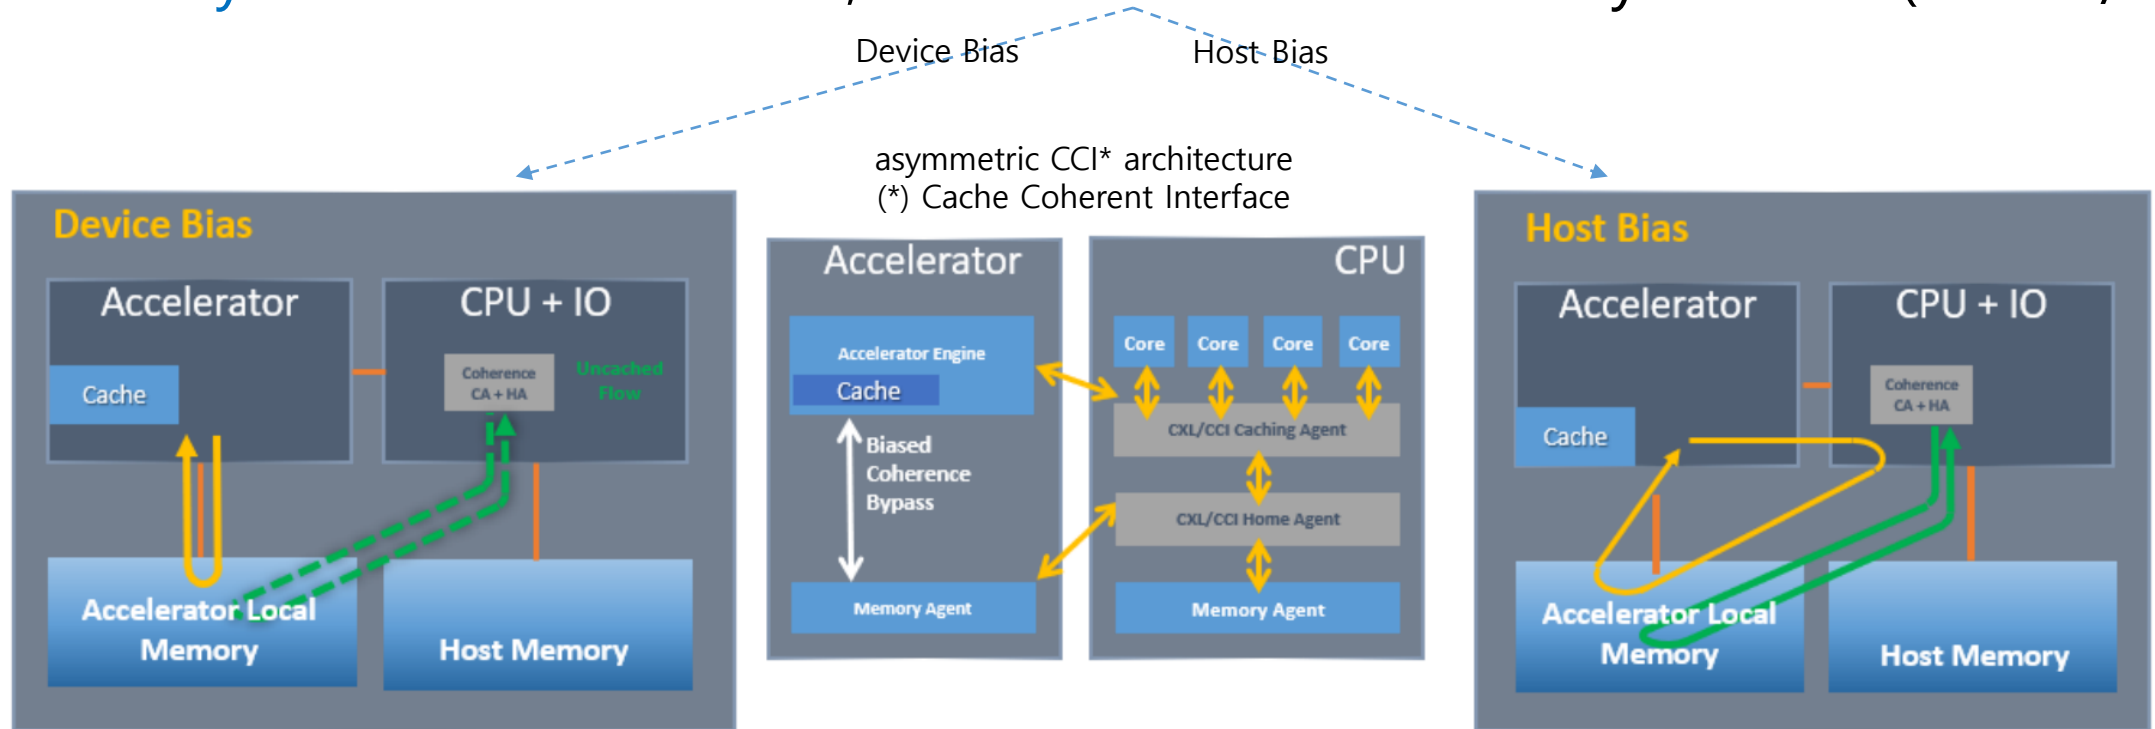 Device Bias
Host Bias
asymmetric CCI* architecture
(*) Cache Coherent Interface
Device Bias
Accelerator
CPU + IO
Cache
Coherence
CA + HA
Uncached
Flow
Accelerator Local
Memory
Host Memory
Accelerator
Accelerator Engine
Cache
Biased
Coherence
Bypass
Memory Agent
CPU
Core
Core
Core
Core
CXL/CCI Caching Agent
CXL/CCI Home Agent
Memory Agent
Host Bias
Accelerator
CPU + IO
Cache
Coherence
CA + HA
Accelerator Local
Memory
Host Memory